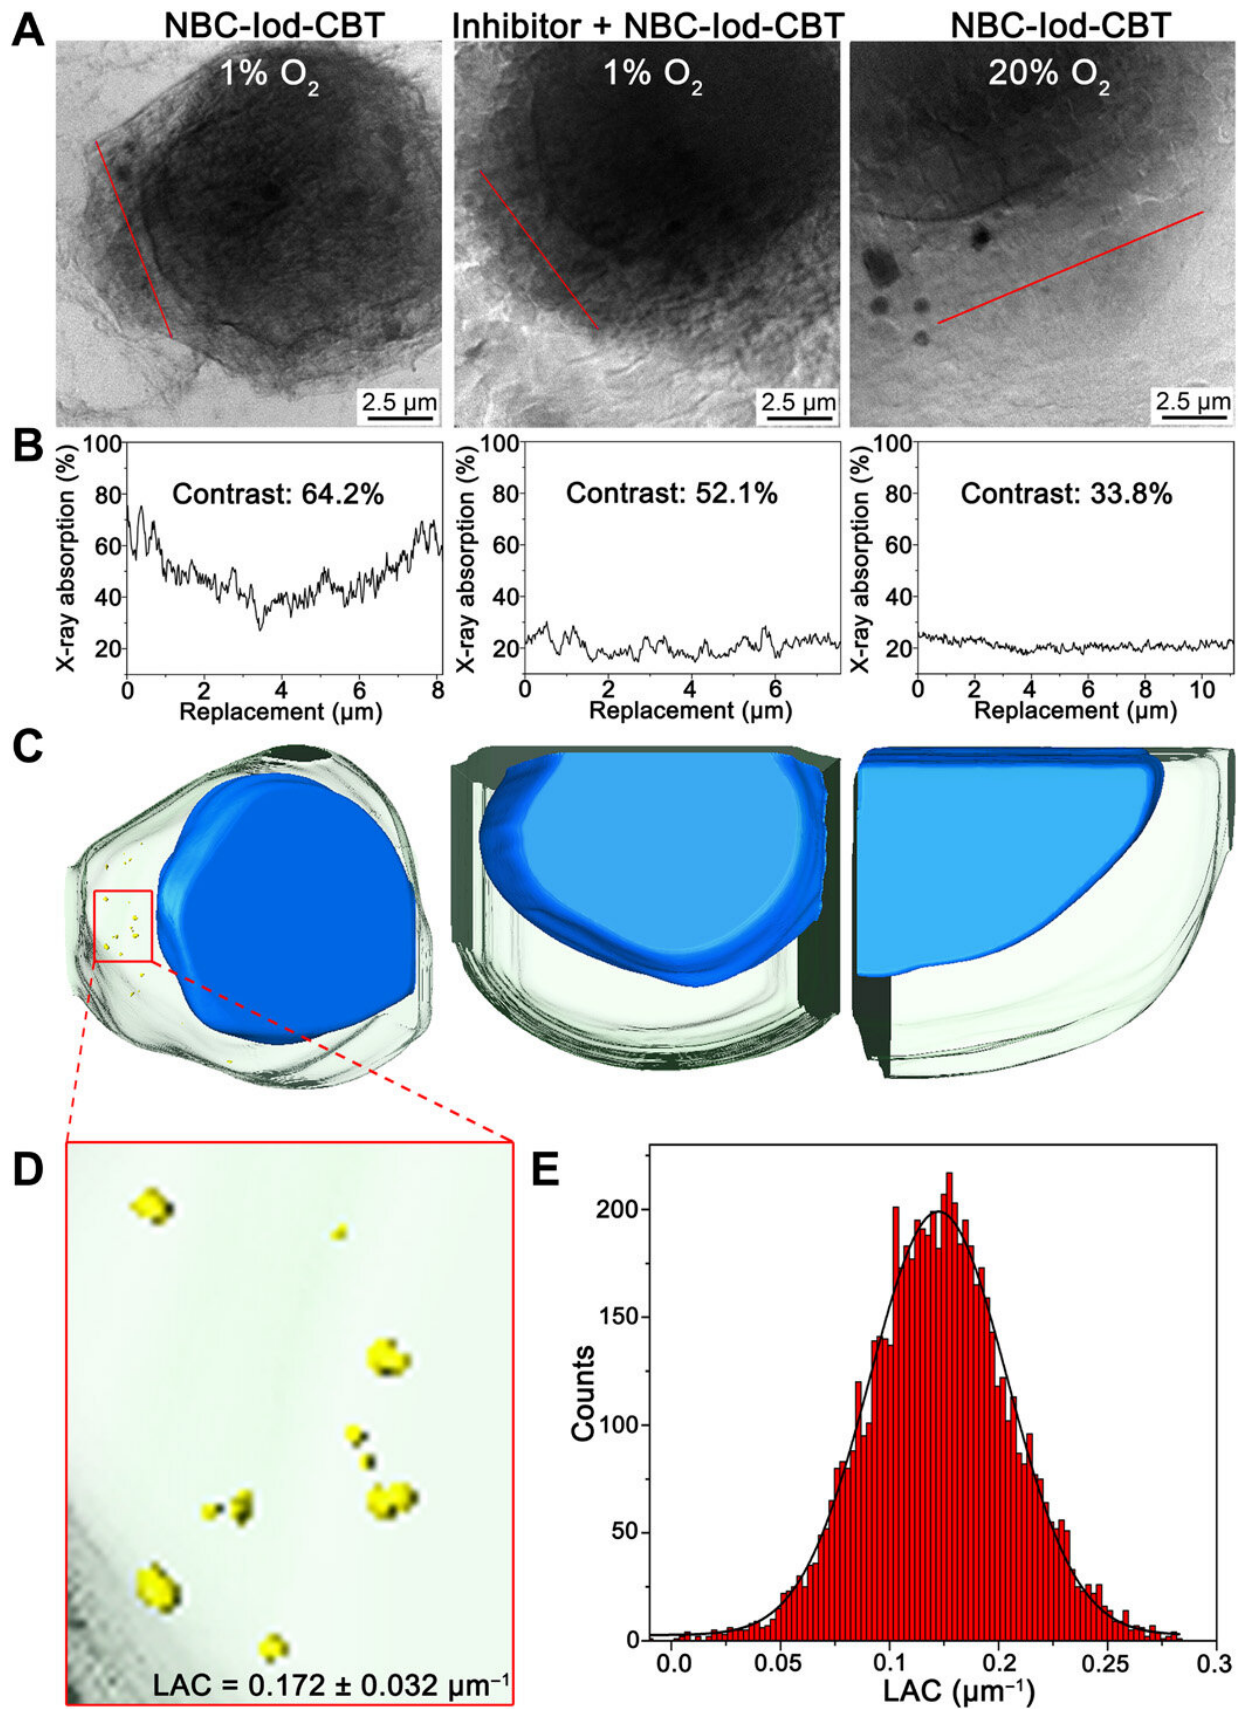 A
NBC-Iod-CBT
Inhibitor + NBC-Iod-CBT
NBC-Iod-CBT
1% O₂
1% O₂
20% O₂
2.5 µm
2.5 µm
2.5 µm
B
X-ray absorption (%)
100
80
60
40
20
Contrast: 64.2%
0 2 4 6 8
Replacement (µm)
X-ray absorption (%)
100
80
60
40
20
Contrast: 52.1%
0 2 4 6
Replacement (µm)
X-ray absorption (%)
100
80
60
40
20
Contrast: 33.8%
0 2 4 6 8 10
Replacement (µm)
C
D
LAC = 0.172 ± 0.032 µm⁻¹
E
Counts
200
150
100
50
0
0.0 0.05 0.1 0.2 0.25 0.3
LAC (µm⁻¹)